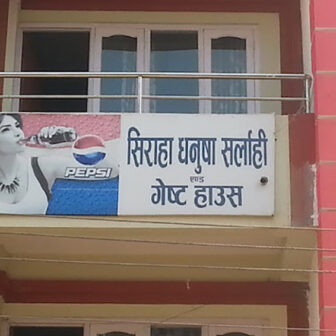 सिराहा धनुषा सर्लाही
एण्ड
गेष्ट हाउस
PEPSI